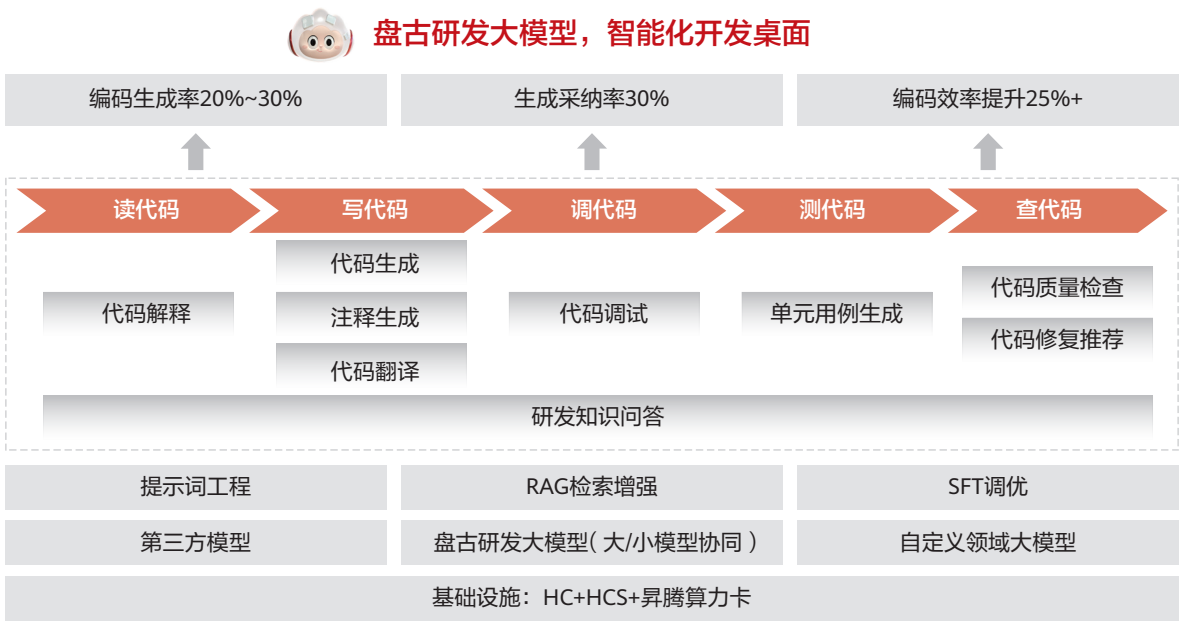 盘古研发大模型，智能化开发桌面
编码生成率20%~30%
生成采纳率30%
编码效率提升25%+
读代码
写代码
调代码
测代码
查代码
代码解释
代码生成
注释生成
代码翻译
代码调试
单元用例生成
代码质量检查
代码修复推荐
研发知识问答
提示词工程
RAG检索增强
SFT调优
第三方模型
盘古研发大模型（大/小模型协同）
自定义领域大模型
基础设施：HC+HCS+昇腾算力卡